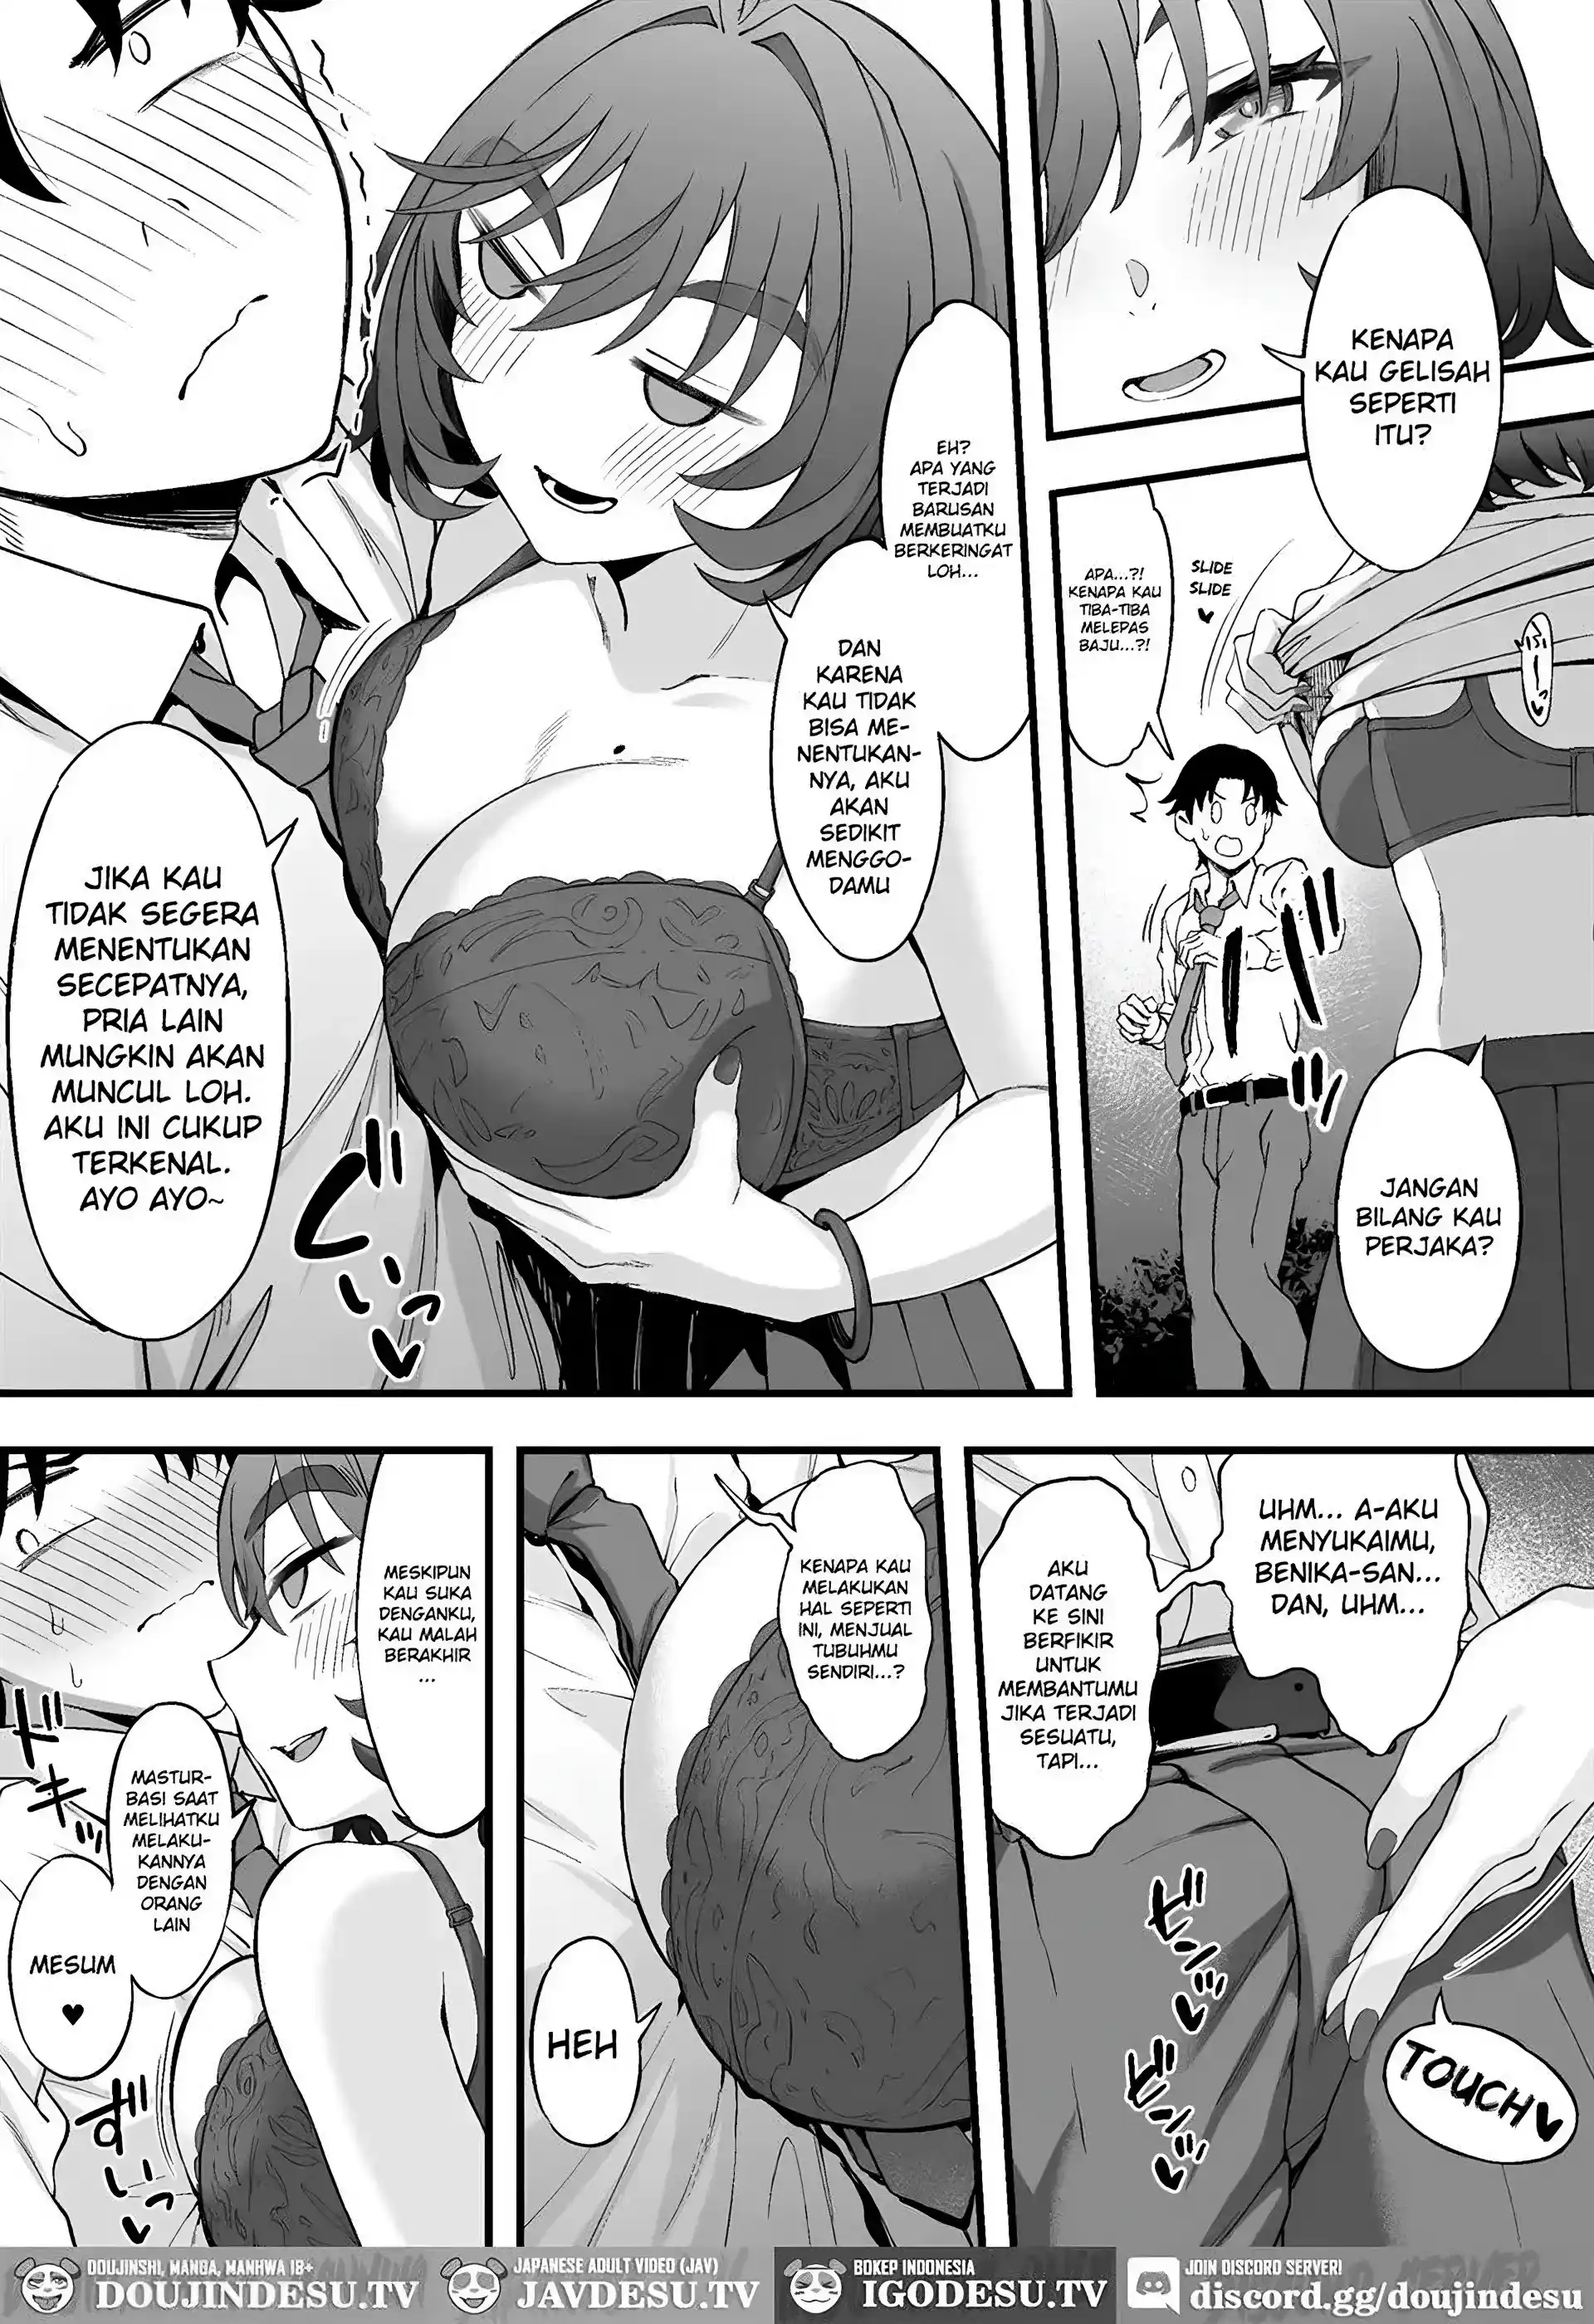 KENAPA
KAU GELISAH
SEPERTI
ITU?
SLIDE
SLIDE
APA...?!
KENAPA KAU
TIBA-TIBA
MELEPAS
BAJU...?!
JANGAN
BILANG KAU
PERJAKA?
EH?
APA YANG
TERJADI
BARUSAN
MEMBUATKU
BERKERINGAT
LOH...
DAN
KARENA
KAU TIDAK
BISA ME-
NENTUKAN-
NYA, AKU
AKAN
SEDIKIT
MENGGO-
DAMU
JIKA KAU
TIDAK SEGERA
MENENTUKAN
SECEPATNYA,
PRIA LAIN
MUNGKIN AKAN
MUNCUL LOH.
AKU INI CUKUP
TERKENAL.
AYO AYO~
UHM... A-AKU
MENYUKAIMU,
BENIKA-SAN...
DAN, UHM...
AKU
DATANG
KE SINI
BERFIKIR
UNTUK
MEMBANTUMU
JIKA TERJADI
SESUATU,
TAPI...
TOUCH♥
KENAPA KAU
MELAKUKAN
HAL SEPERTI
INI, MENJUAL
TUBUHMU
SENDIRI...?
HEH
MESKIPUN
KAU SUKA
DENGANKU,
KAU MALAH
BERAKHIR
...
MASTUR-
BASI SAAT
MELIHATKU
MELAKU-
KANNYA
DENGAN
ORANG
LAIN
MESUM
♥
ドキッ
DOUJINSHI, MANGA, MANHWA 18+
DOUJINDESU.TV
JAPANESE ADULT VIDEO (JAV)
JAVDESU.TV
BOKEP INDONESIA
IGODESU.TV
JOIN DISCORD SERVER!
discord.gg/doujindesu